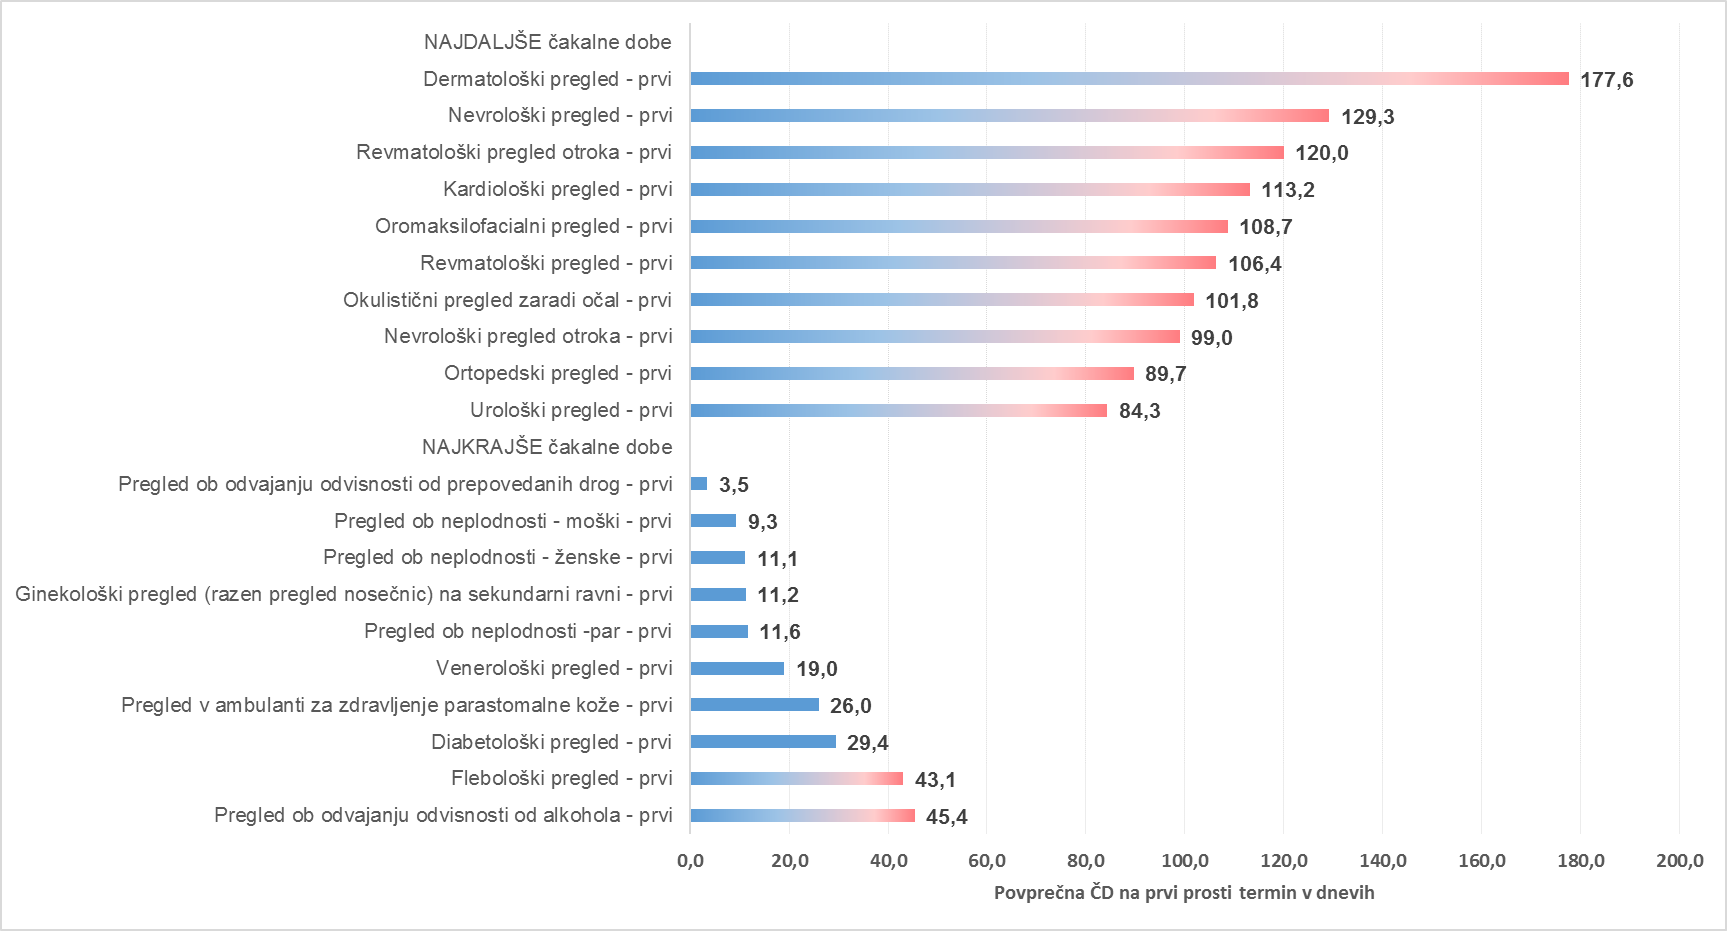 NAJDALJŠE čakalne dobe
Dermatološki pregled - prvi 177,6
Nevrološki pregled - prvi 129,3
Revmatološki pregled otroka - prvi 120,0
Kardiološki pregled - prvi 113,2
Oromaksilofacialni pregled - prvi 108,7
Revmatološki pregled - prvi 106,4
Okulistični pregled zaradi očal - prvi 101,8
Nevrološki pregled otroka - prvi 99,0
Ortopedski pregled - prvi 89,7
Urološki pregled - prvi 84,3
NAJKRAJŠE čakalne dobe
Pregled ob odvajanju odvisnosti od prepovedanih drog - prvi 3,5
Pregled ob neplodnosti - moški - prvi 9,3
Pregled ob neplodnosti - ženske - prvi 11,1
Ginekološki pregled (razen pregled nosečnic) na sekundarni ravni - prvi 11,2
Pregled ob neplodnosti -par - prvi 11,6
Venerološki pregled - prvi 19,0
Pregled v ambulanti za zdravljenje parastomalne kože - prvi 26,0
Diabetološki pregled - prvi 29,4
Flebološki pregled - prvi 43,1
Pregled ob odvajanju odvisnosti od alkohola - prvi 45,4
0,0 20,0 40,0 60,0 80,0 100,0 120,0 140,0 160,0 180,0 200,0
Povprečna ČD na prvi prosti termin v dnevih